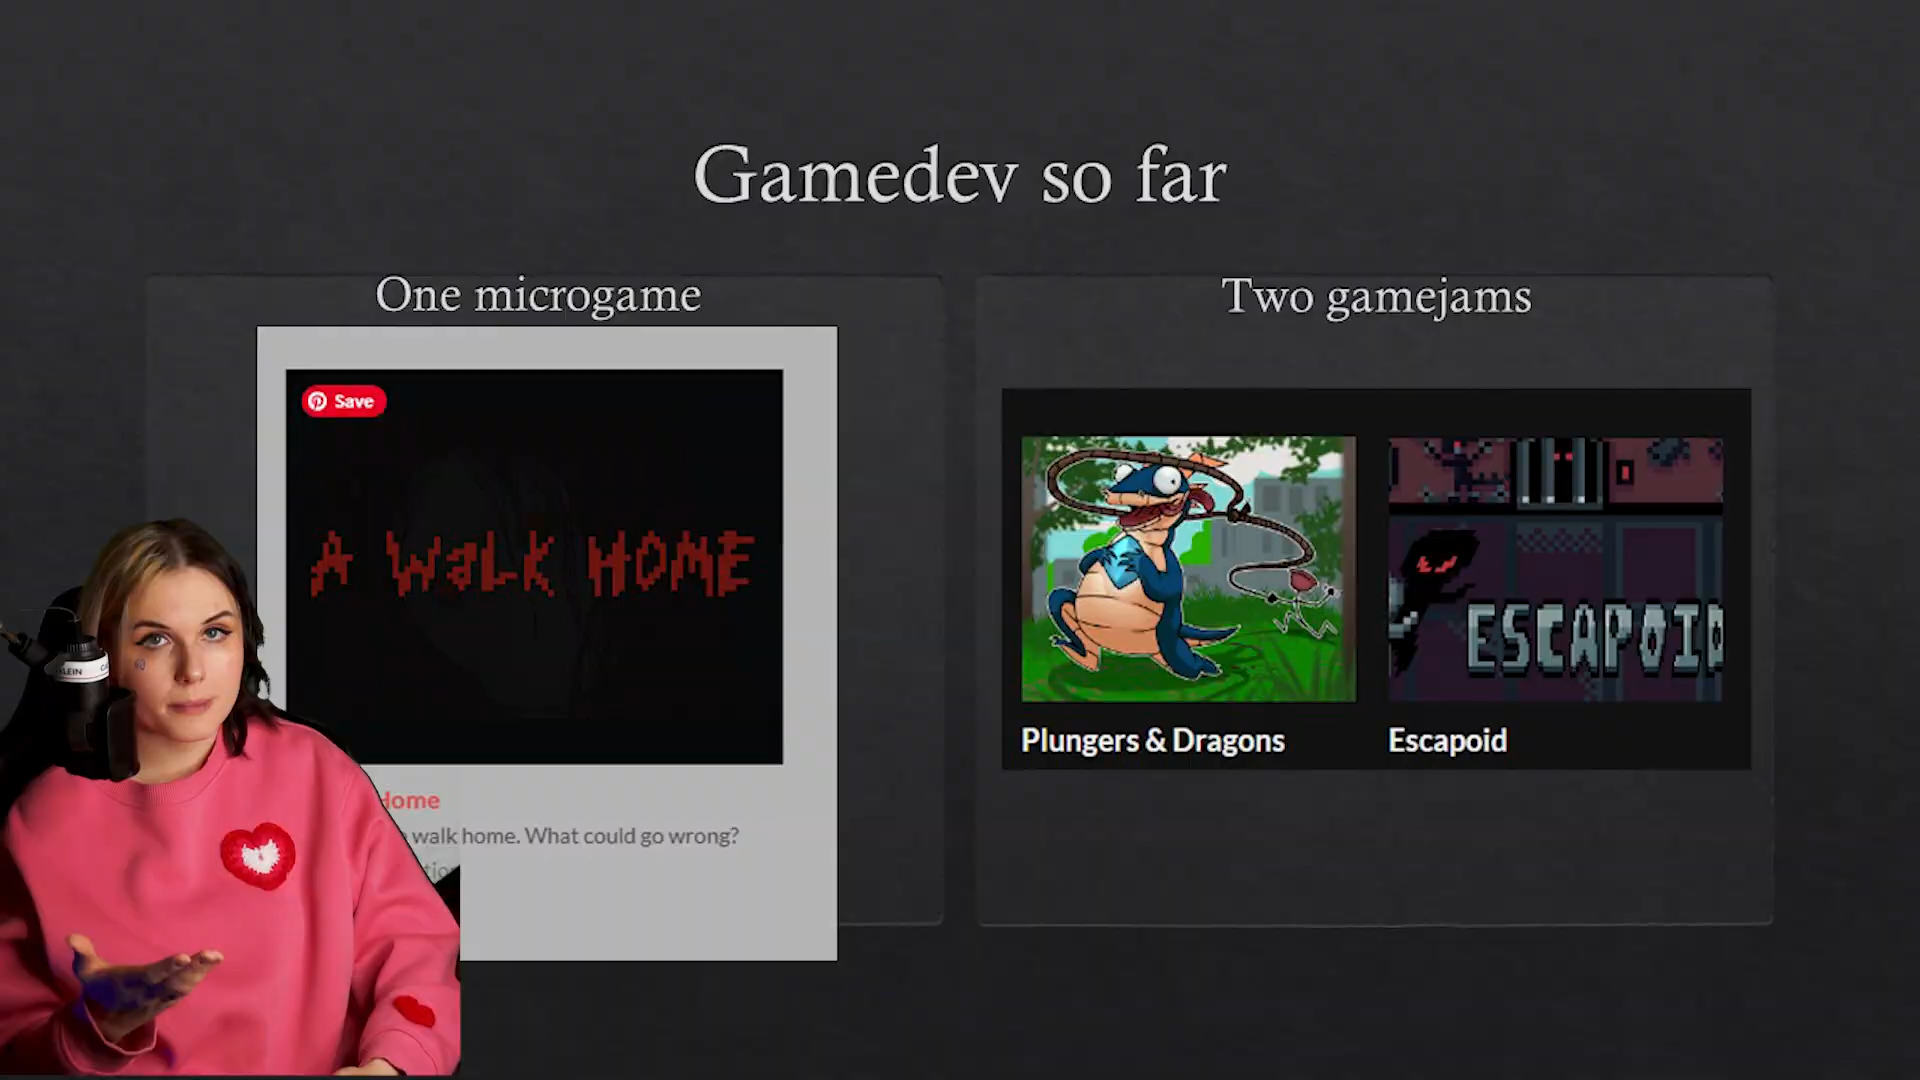 Gamedev so far
One microgame
Two gamejams
Save
A WaLK HOME
Home
walk home. What could go wrong?
ESCAPOID
Plungers & Dragons
Escapoid